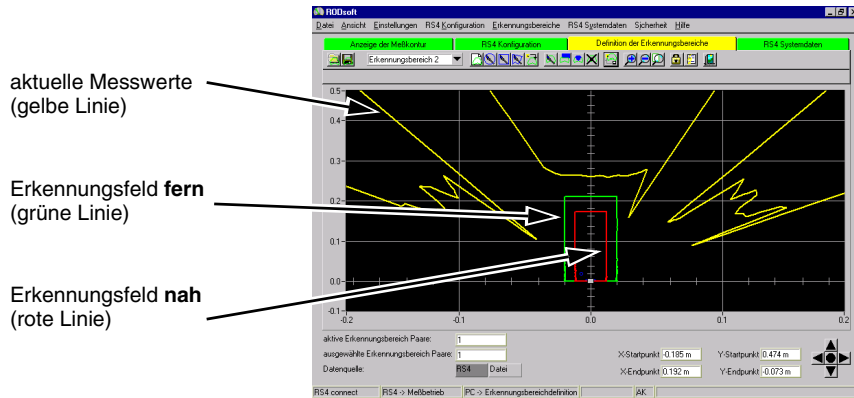 RODsoft
Datei Ansicht Einstellungen RS4 Konfiguration Erkennungsbereiche RS4 Systemdaten Sicherheit Hilfe
Anzeige der Meßkontur RS4 Konfiguration Definition der Erkennungsbereiche RS4 Systemdaten
Erkennungsbereich 2
aktuelle Messwerte
(gelbe Linie)
Erkennungsfeld fern
(grüne Linie)
Erkennungsfeld nah
(rote Linie)
0.5
0.4
0.3
0.2
0.1
0.0
-0.1
-0.2 -0.1 0.0 0.1 0.2
aktive Erkennungsbereich Paare: 1
ausgewählte Erkennungsbereich Paare: 1
Datenquelle: RS4 Datei
X-Startpunkt -0.185 m Y-Startpunkt 0.474 m
X-Endpunkt 0.192 m Y-Endpunkt -0.073 m
RS4 connect RS4 -> Meßbetrieb PC -> Erkennungsbereichdefinition AK